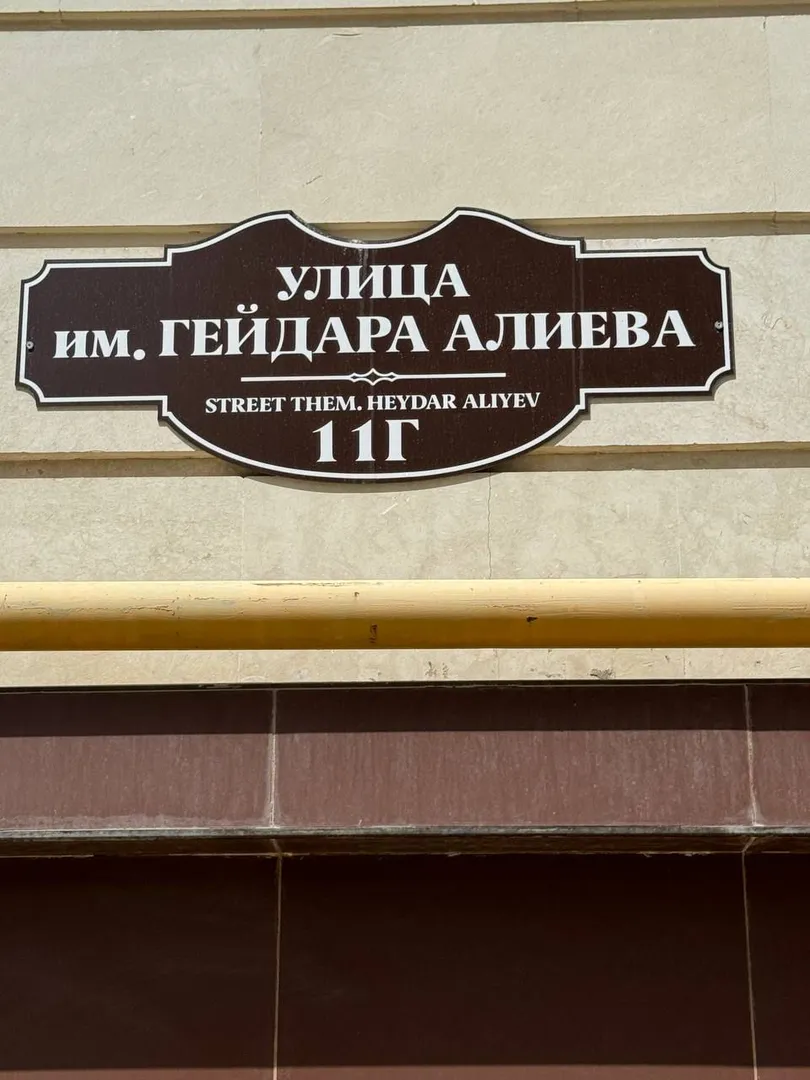 УЛИЦА
им. ГЕЙДАРА АЛИЕВА
STREET THEM. HEYDAR ALIYEV
11Г